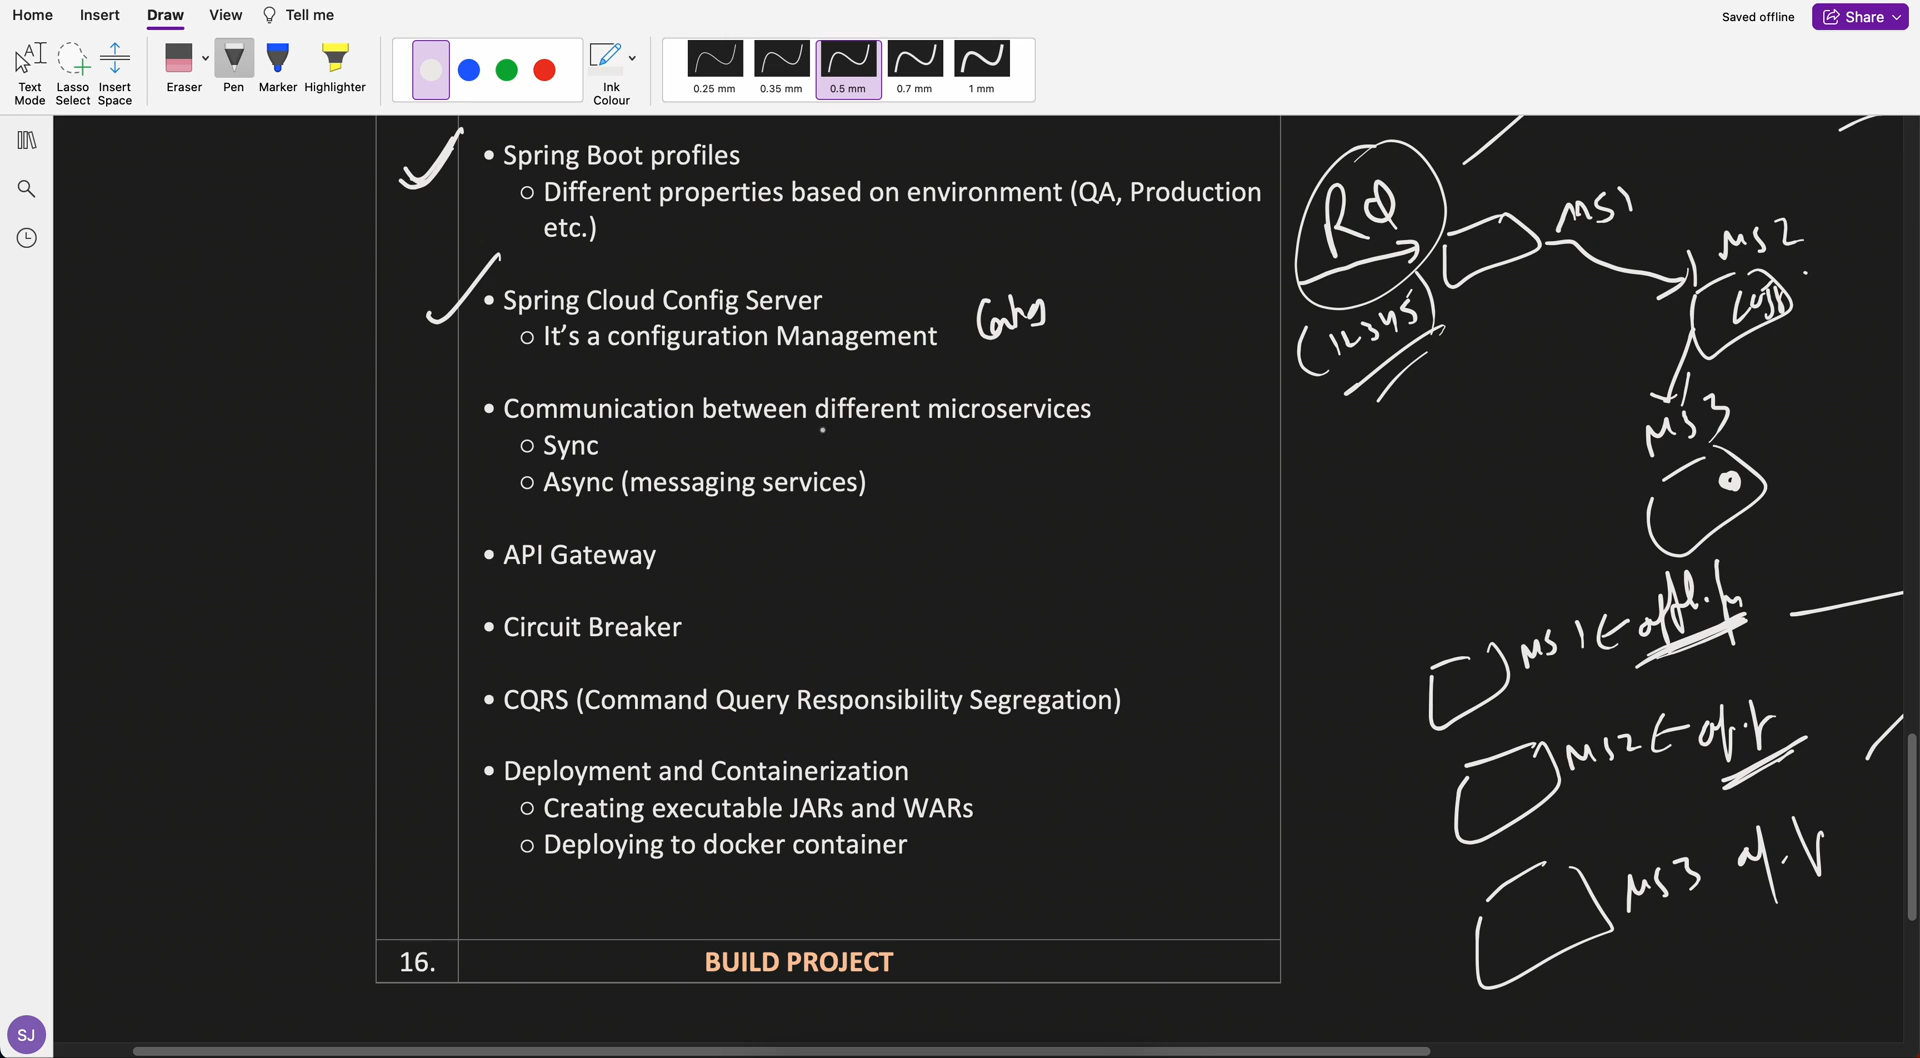 Home Insert Draw View Tell me
Saved offline Share
Text Mode
Lasso Select
Insert Space
Eraser
Pen
Marker
Highlighter
Ink Colour
0.25 mm 0.35 mm 0.5 mm 0.7 mm 1 mm
• Spring Boot profiles
○ Different properties based on environment (QA, Production
etc.)
• Spring Cloud Config Server
○ It's a configuration Management
• Communication between different microservices
○ Sync
○ Async (messaging services)
• API Gateway
• Circuit Breaker
• CQRS (Command Query Responsibility Segregation)
• Deployment and Containerization
○ Creating executable JARs and WARs
○ Deploying to docker container
16. BUILD PROJECT
MS1
MS2
(12345)
MS3
MS1
MS2
MS3
SJ